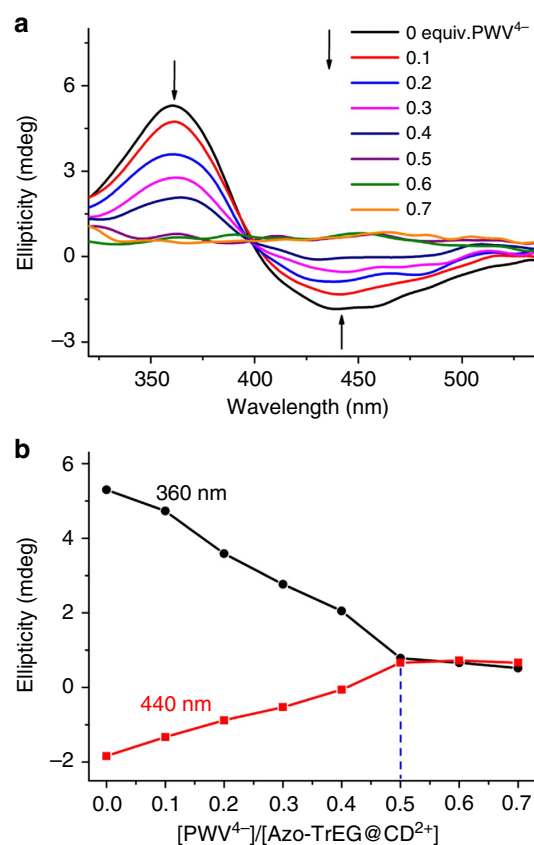 a
0 equiv.PWV⁴⁻
0.1
0.2
0.3
0.4
0.5
0.6
0.7
6
3
0
–3
Ellipticity (mdeg)
350 400 450 500
Wavelength (nm)
b
360 nm
440 nm
6
4
2
0
–2
Ellipticity (mdeg)
0.0 0.1 0.2 0.3 0.4 0.5 0.6 0.7
[PWV⁴⁻]/[Azo-TrEG@CD²⁺]